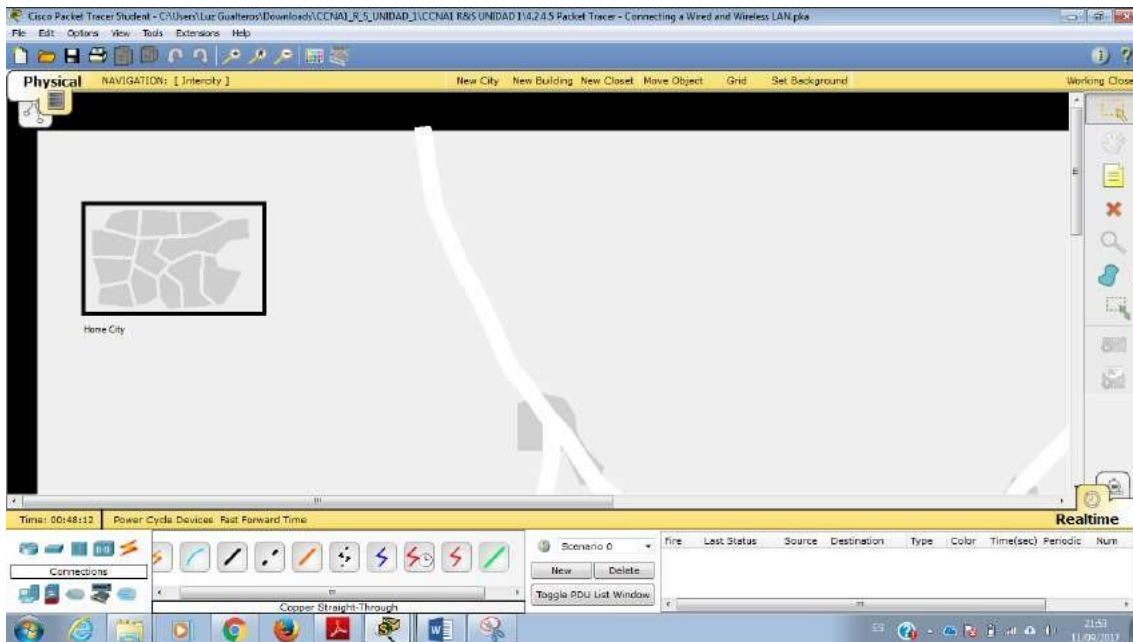 Cisco Packet Tracer Student - C:\Users\Luz Gualteros\Downloads\CCNA1_R_S_UNIDAD_1\CCNA1 R&S UNIDAD 1\4.2.4.5 Packet Tracer - Connecting a Wired and Wireless LAN.pka
File Edit Options View Tools Extensions Help
Physical NAVIGATION: [ Intercity ] New City New Building New Closet Move Object Grid Set Background Working Close
Home City
Time: 00:48:12 Power Cycle Devices Fast Forward Time Realtime
Scenario 0 Fire Last Status Source Destination Type Color Time(sec) Periodic Num
Connections New Delete
Toggle PDU List Window
Copper Straight-Through
ES 21:53
11/09/2017